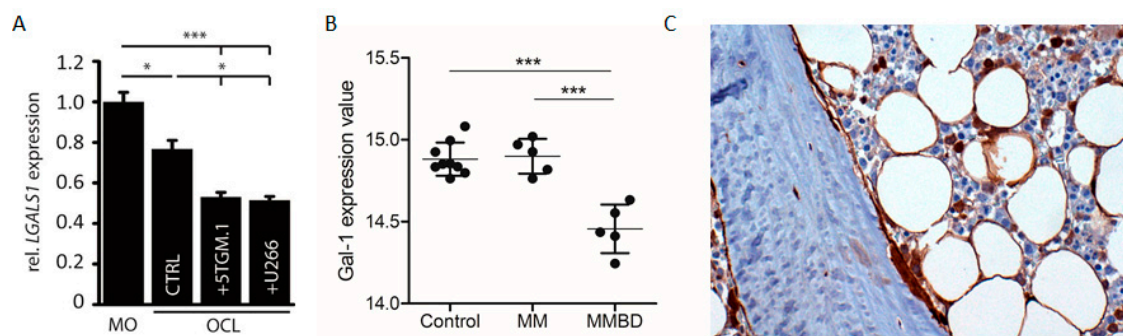 A
B
C
***
*
*
1.2
1.0
0.8
0.6
0.4
0.2
0
rel. LGALS1 expression
CTRL
+5TGM.1
+U266
MO
OCL
***
***
15.5
15.0
14.5
14.0
Gal-1 expression value
Control
MM
MMBD